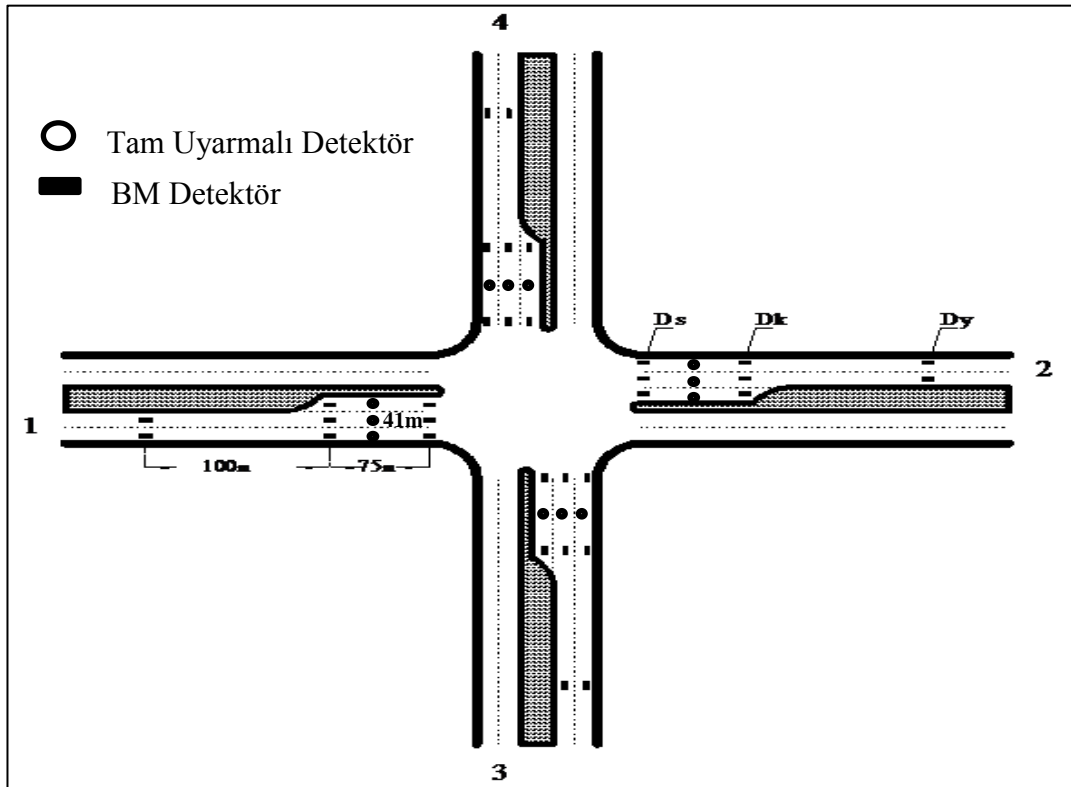 4
Tam Uyarmalı Detektör
BM Detektör
Ds Dk Dy
2
1
41m
100m 75m
3